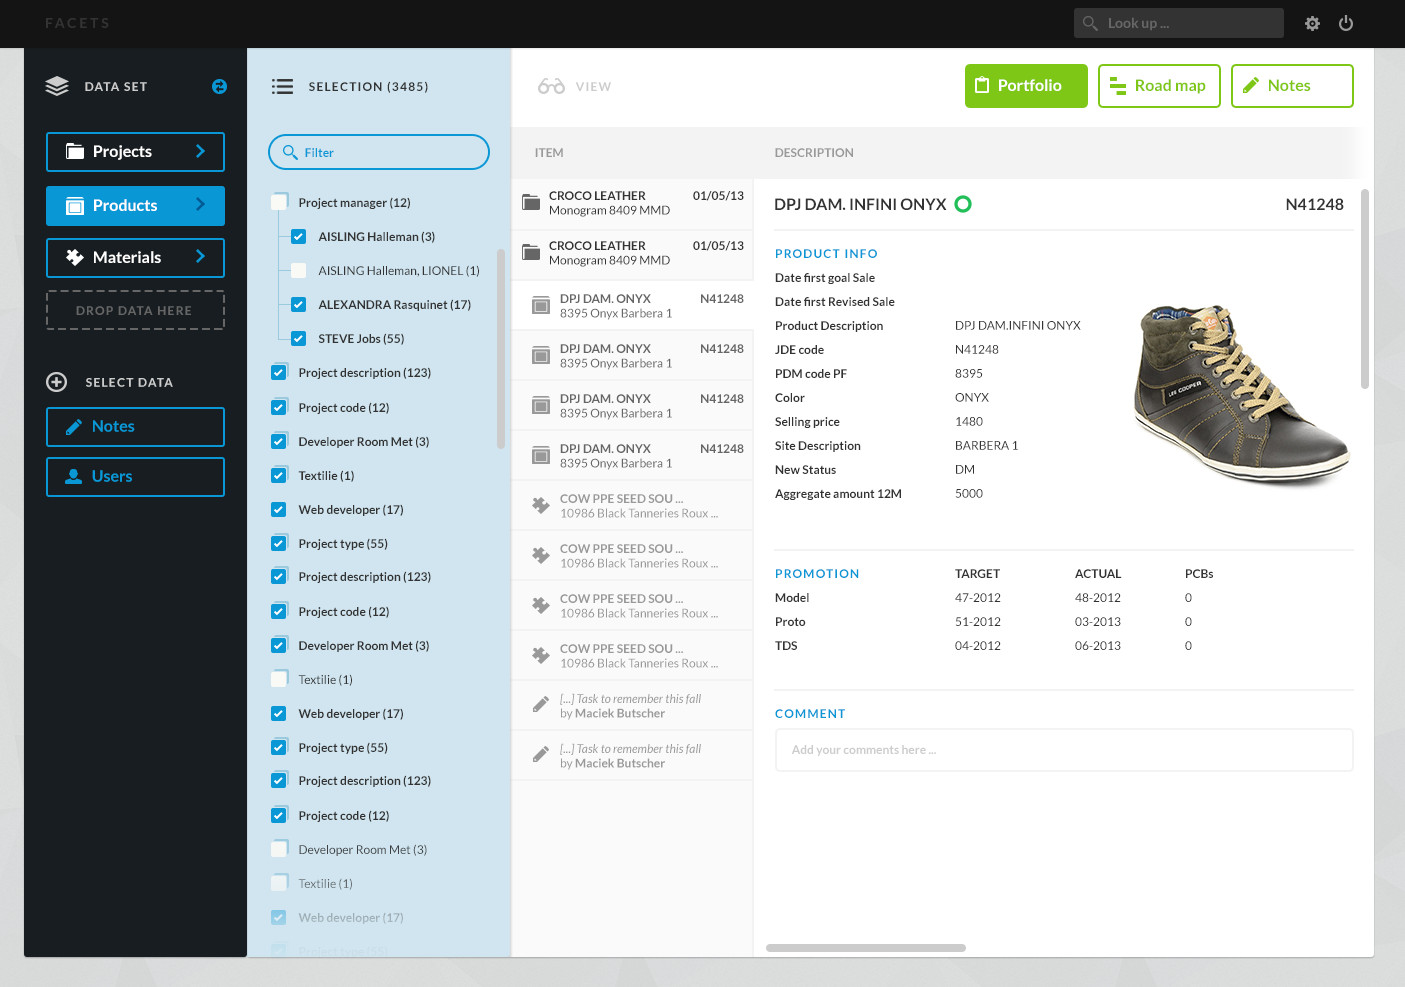 FACETS
Look up ...
DATA SET
Projects
Products
Materials
DROP DATA HERE
SELECT DATA
Notes
Users
SELECTION (3485)
Filter
Project manager (12)
AISLING Halleman (3)
AISLING Halleman, LIONEL (1)
ALEXANDRA Rasquinet (17)
STEVE Jobs (55)
Project description (123)
Project code (12)
Developer Room Met (3)
Textilie (1)
Web developer (17)
Project type (55)
Project description (123)
Project code (12)
Developer Room Met (3)
Textilie (1)
Web developer (17)
Project type (55)
Project description (123)
Project code (12)
Developer Room Met (3)
Textilie (1)
Web developer (17)
Project type (55)
VIEW
Portfolio
Road map
Notes
ITEM
DESCRIPTION
CROCO LEATHER 01/05/13
Monogram 8409 MMD
CROCO LEATHER 01/05/13
Monogram 8409 MMD
DPJ DAM. ONYX N41248
8395 Onyx Barbera 1
DPJ DAM. ONYX N41248
8395 Onyx Barbera 1
DPJ DAM. ONYX N41248
8395 Onyx Barbera 1
DPJ DAM. ONYX N41248
8395 Onyx Barbera 1
COW PPE SEED SOU ...
10986 Black Tanneries Roux ...
COW PPE SEED SOU ...
10986 Black Tanneries Roux ...
COW PPE SEED SOU ...
10986 Black Tanneries Roux ...
COW PPE SEED SOU ...
10986 Black Tanneries Roux ...
[...] Task to remember this fall
by Maciek Butscher
[...] Task to remember this fall
by Maciek Butscher
DPJ DAM. INFINI ONYX N41248
PRODUCT INFO
Date first goal Sale
Date first Revised Sale
Product Description DPJ DAM.INFINI ONYX
JDE code N41248
PDM code PF 8395
Color ONYX
Selling price 1480
Site Description BARBERA 1
New Status DM
Aggregate amount 12M 5000
LEE COOPER
PROMOTION TARGET ACTUAL PCBs
Model 47-2012 48-2012 0
Proto 51-2012 03-2013 0
TDS 04-2012 06-2013 0
COMMENT
Add your comments here ...